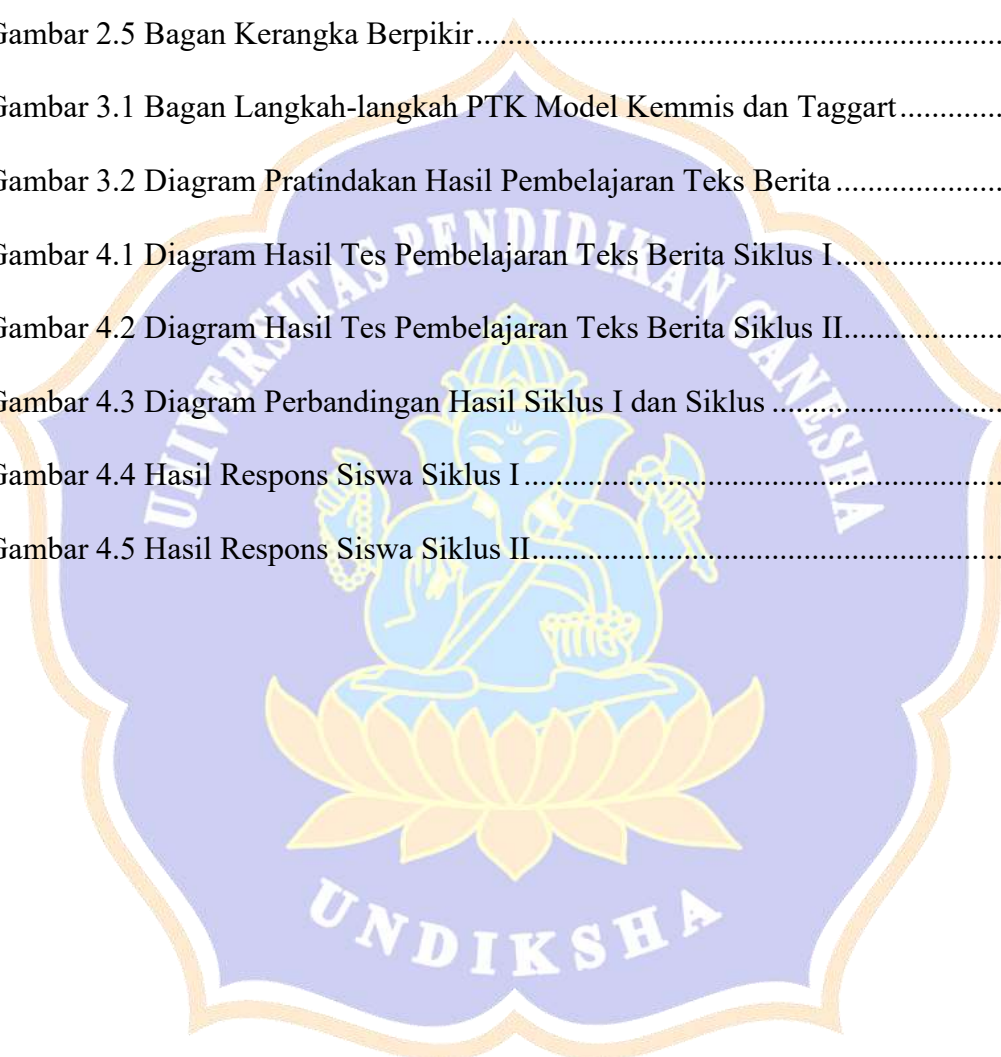 Gambar 2.5 Bagan Kerangka Berpikir....................................................................
Gambar 3.1 Bagan Langkah-langkah PTK Model Kemmis dan Taggart.............
Gambar 3.2 Diagram Pratindakan Hasil Pembelajaran Teks Berita .....................
Gambar 4.1 Diagram Hasil Tes Pembelajaran Teks Berita Siklus I.....................
Gambar 4.2 Diagram Hasil Tes Pembelajaran Teks Berita Siklus II....................
Gambar 4.3 Diagram Perbandingan Hasil Siklus I dan Siklus .............................
Gambar 4.4 Hasil Respons Siswa Siklus I.............................................................
Gambar 4.5 Hasil Respons Siswa Siklus II............................................................
UNIVERSITAS PENDIDIKAN GANESHA
UNDIKSHA